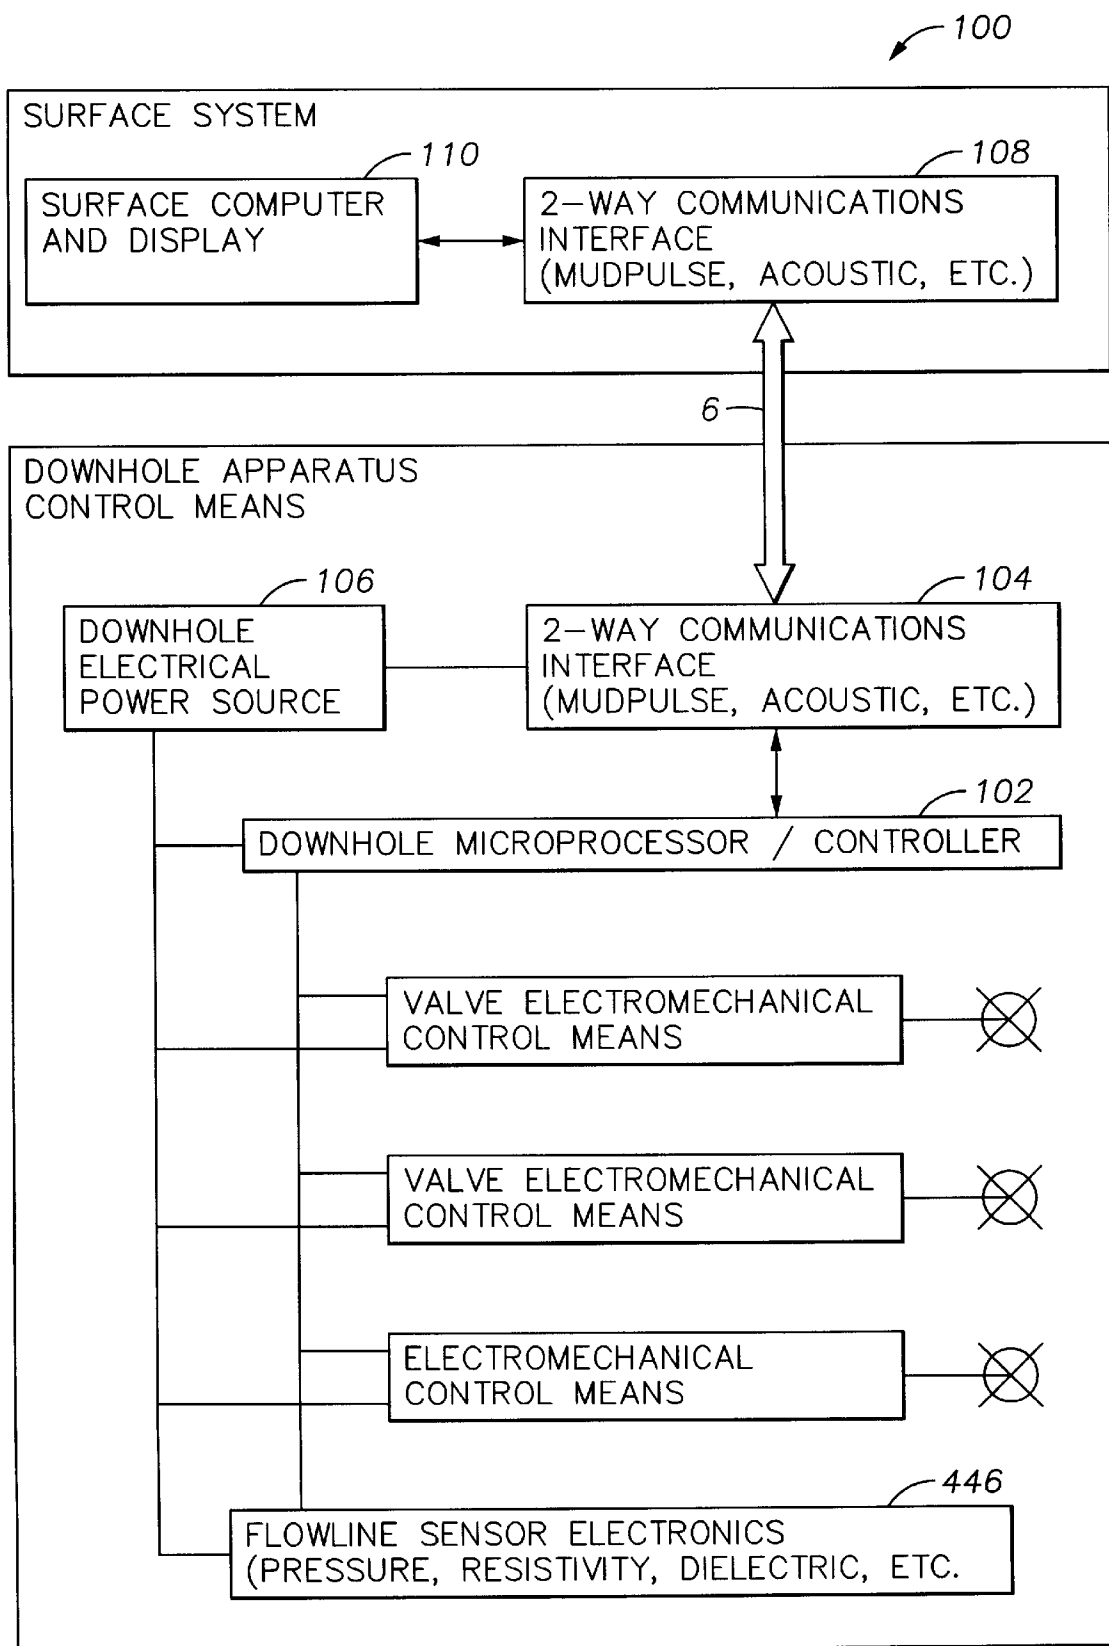 100
SURFACE SYSTEM
110
SURFACE COMPUTER
AND DISPLAY
108
2-WAY COMMUNICATIONS
INTERFACE
(MUDPULSE, ACOUSTIC, ETC.)
6
DOWNHOLE APPARATUS
CONTROL MEANS
106
DOWNHOLE
ELECTRICAL
POWER SOURCE
104
2-WAY COMMUNICATIONS
INTERFACE
(MUDPULSE, ACOUSTIC, ETC.)
102
DOWNHOLE MICROPROCESSOR / CONTROLLER
VALVE ELECTROMECHANICAL
CONTROL MEANS
VALVE ELECTROMECHANICAL
CONTROL MEANS
ELECTROMECHANICAL
CONTROL MEANS
446
FLOWLINE SENSOR ELECTRONICS
(PRESSURE, RESISTIVITY, DIELECTRIC, ETC.